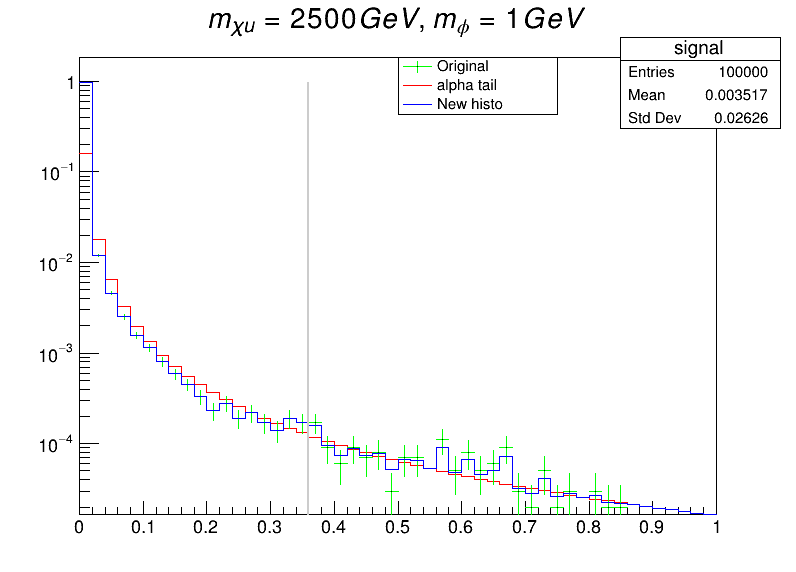 m_χu = 2500 GeV, m_ϕ = 1 GeV
signal
Entries 100000
Mean 0.003517
Std Dev 0.02626
Original
alpha tail
New histo
1
10⁻¹
10⁻²
10⁻³
10⁻⁴
0 0.1 0.2 0.3 0.4 0.5 0.6 0.7 0.8 0.9 1